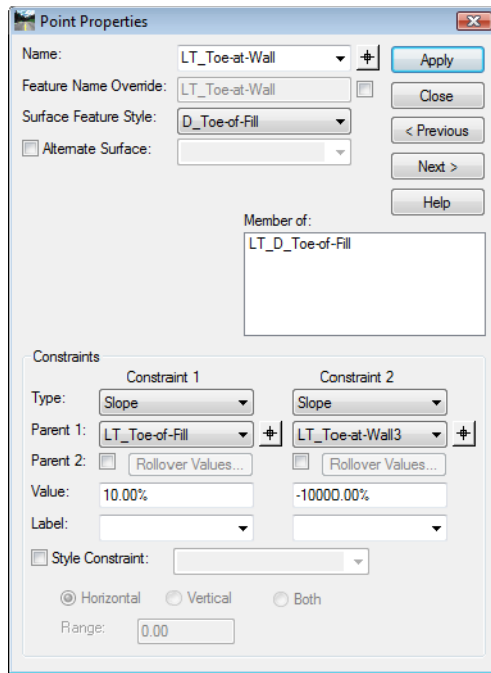 Point Properties
Name: LT_Toe-at-Wall Apply
Feature Name Override: LT_Toe-at-Wall Close
Surface Feature Style: D_Toe-of-Fill < Previous
Alternate Surface: Next >
Help
Member of:
LT_D_Toe-of-Fill
Constraints
Constraint 1 Constraint 2
Type: Slope Slope
Parent 1: LT_Toe-of-Fill LT_Toe-at-Wall3
Parent 2: Rollover Values... Rollover Values...
Value: 10.00% -10000.00%
Label:
Style Constraint:
Horizontal Vertical Both
Range: 0.00